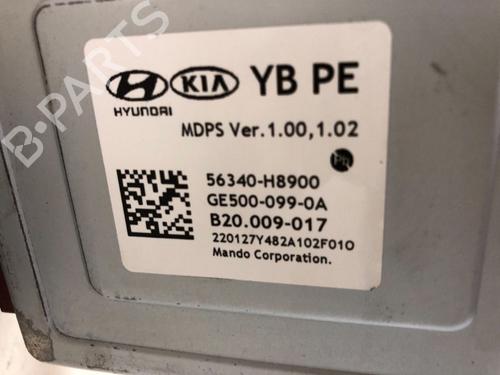 B-PARTS
HYUNDAI
KIA YB PE
MDPS Ver.1.00,1.02
Pb
56340-H8900
GE500-099-0A
B20.009-017
220127Y482A102F010
Mando Corporation.